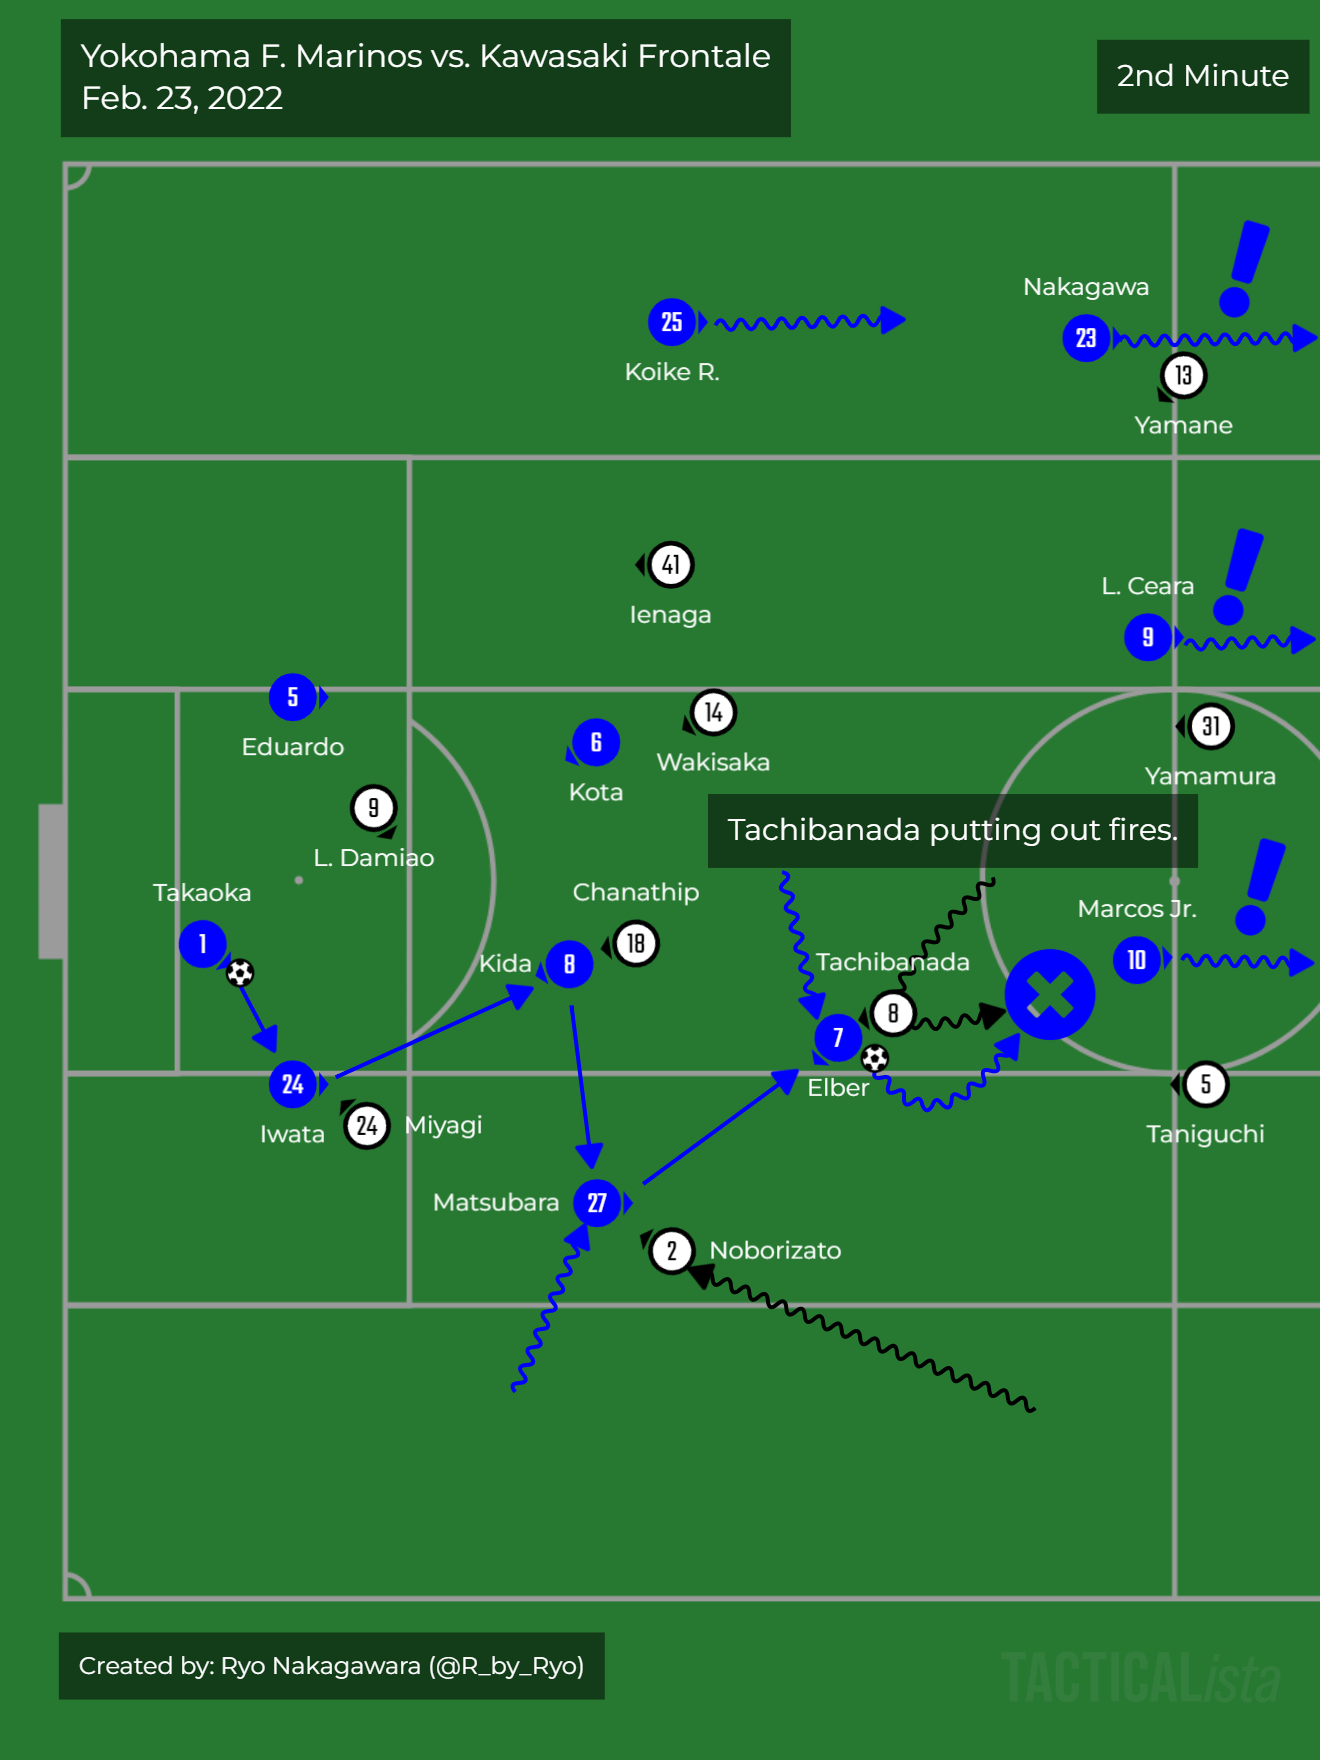 Yokohama F. Marinos vs. Kawasaki Frontale
Feb. 23, 2022
2nd Minute
Nakagawa
23
25
Koike R.
13
Yamane
41
Ienaga
L. Ceara
9
5
Eduardo
14
Wakisaka
6
Kota
31
Yamamura
9
L. Damiao
Tachibanada putting out fires.
Takaoka
1
Chanathip
18
Kida
8
Marcos Jr.
10
Tachibanada
8
7
Elber
24
Iwata
24
Miyagi
5
Taniguchi
Matsubara
27
2
Noborizato
Created by: Ryo Nakagawara (@R_by_Ryo)
TACTICALista